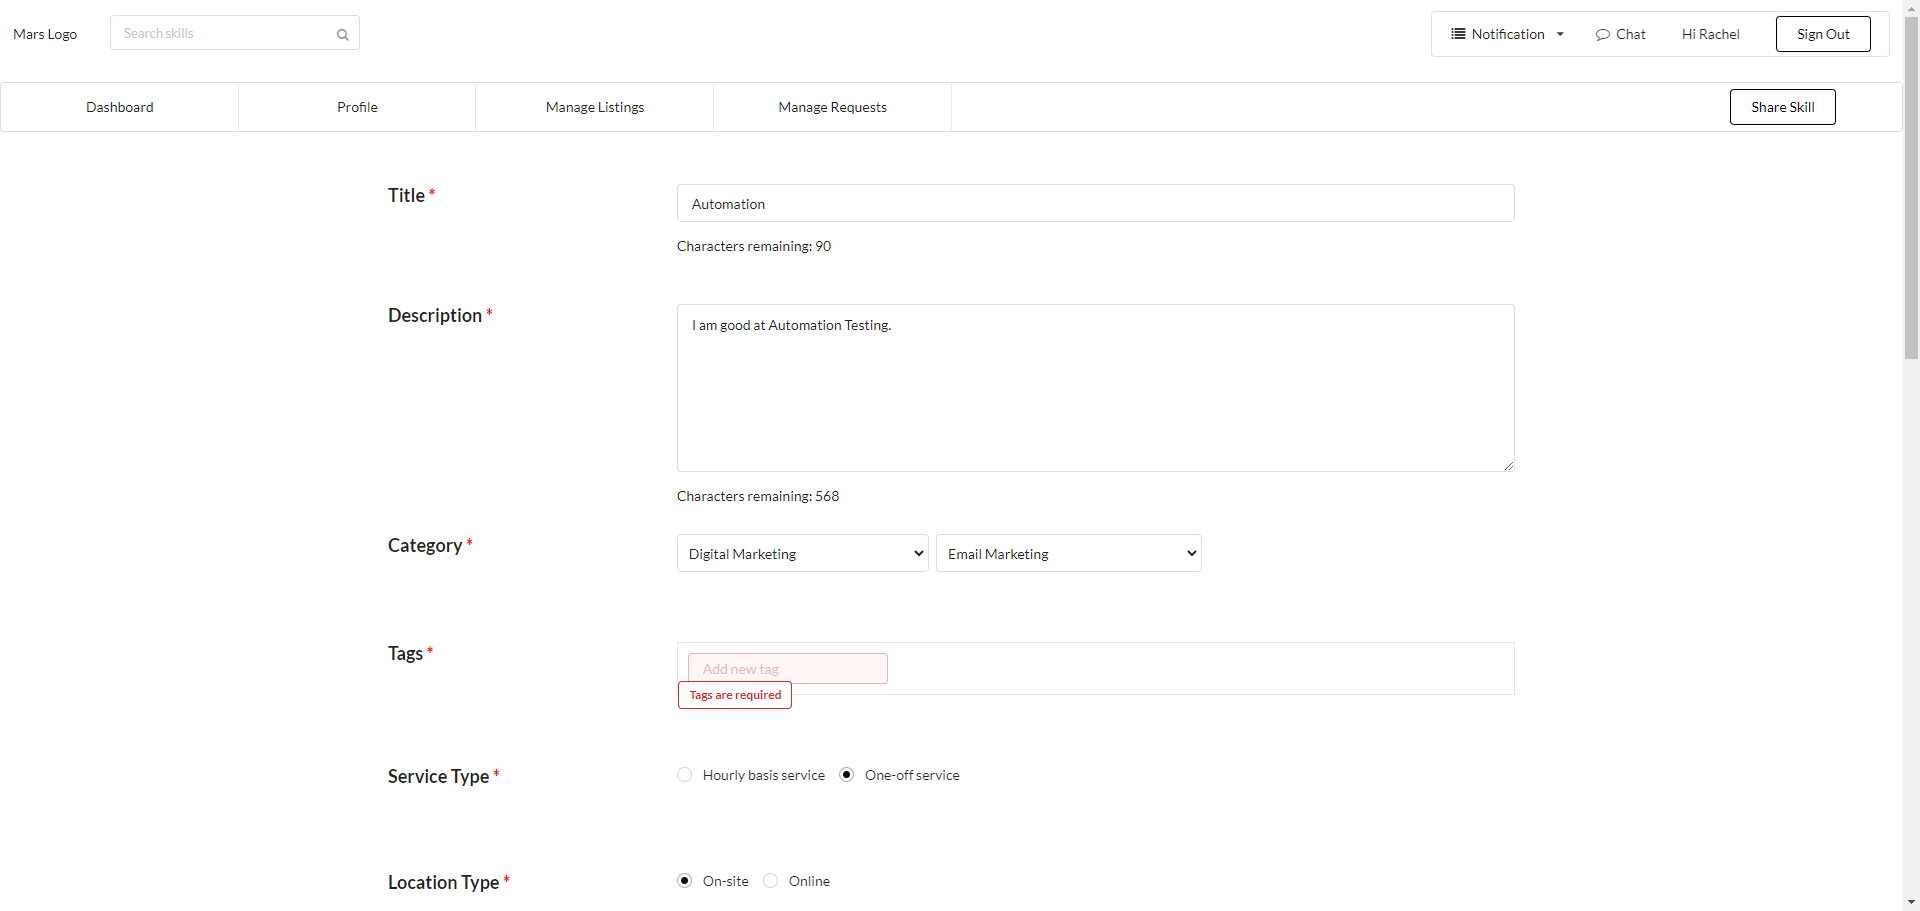 Mars Logo
Search skills
Notification
Chat
Hi Rachel
Sign Out
Dashboard
Profile
Manage Listings
Manage Requests
Share Skill
Title *
Automation
Characters remaining: 90
Description *
I am good at Automation Testing.
Characters remaining: 568
Category *
Digital Marketing
Email Marketing
Tags *
Add new tag
Tags are required
Service Type *
Hourly basis service
One-off service
Location Type *
On-site
Online